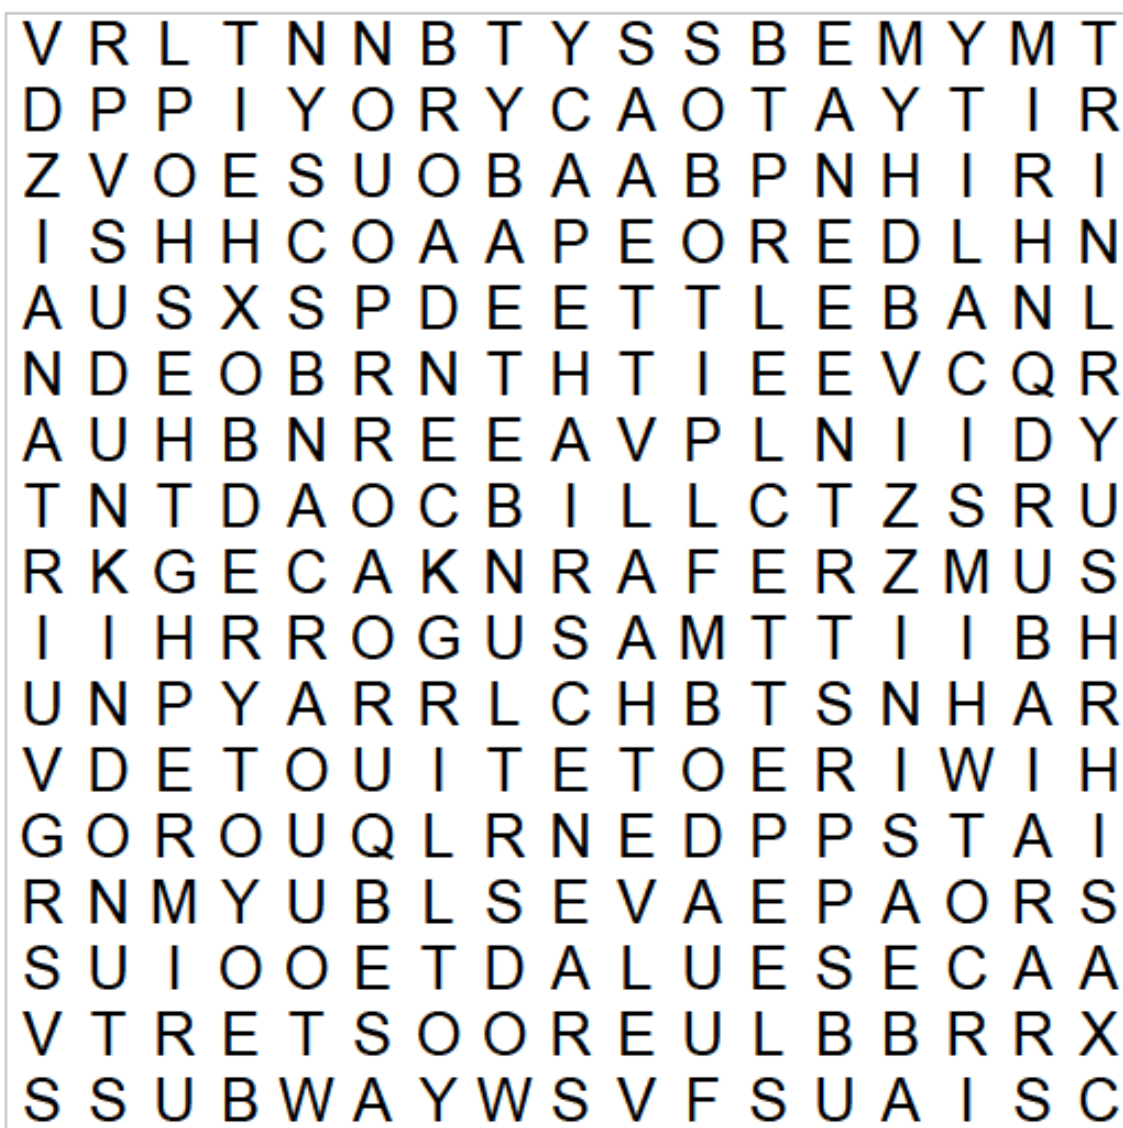 V R L T N N B T Y S S B E M Y M T
D P P I Y O R Y C A O T A Y T I R
Z V O E S U O B A A B P N H I R I
I S H H C O A A P E O R E D L H N
A U S X S P D E E T T L E B A N L
N D E O B R N T H T I E E V C Q R
A U H B N R E E A V P L N I I D Y
T N T D A O C B I L L C T Z S R U
R K G E C A K N R A F E R Z M U S
I I H R R O G U S A M T T I I B H
U N P Y A R R L C H B T S N H A R
V D E T O U I T E T O E R I W I H
G O R O U Q L R N E D P P S T A I
R N M Y U B L S E V A E P A O R S
S U I O O E T D A L U E S E C A A
V T R E T S O O R E U L B B R R X
S S U B W A Y W S V F S U A I S C